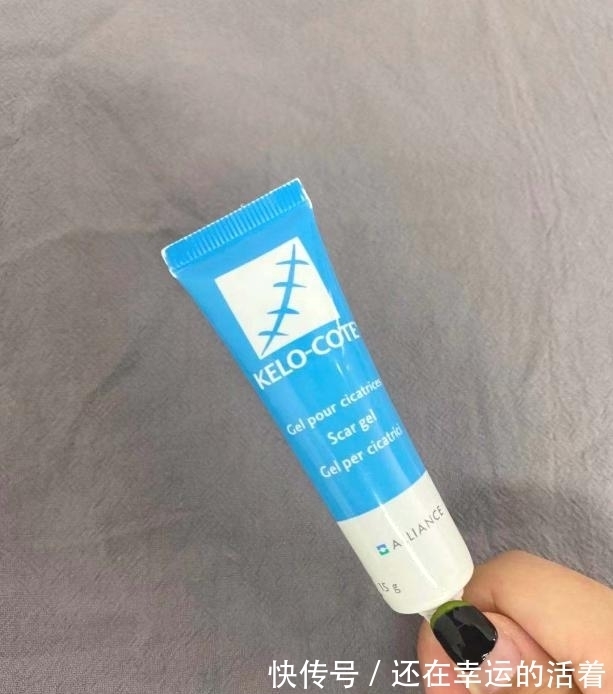 KELO-COTE
Gel pour cicatrices
Scar gel
Gel per cicatrici
ALLIANCE
15 g
快传号 / 还在幸运的活着